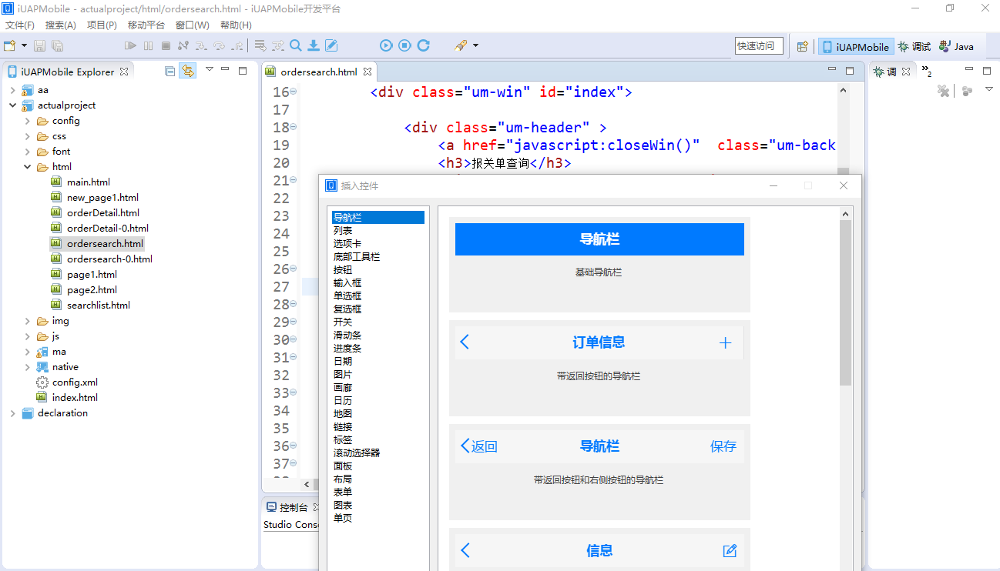 iUAPMobile - actualproject/html/ordersearch.html - iUAPMobile开发平台
文件(F) 搜索(A) 项目(P) 移动平台 窗口(W) 帮助(H)
快速访问 iUAPMobile 调试 Java
iUAPMobile Explorer
aa
actualproject
config
css
font
html
main.html
new_page1.html
orderDetail.html
orderDetail-0.html
ordersearch.html
ordersearch-0.html
page1.html
page2.html
searchlist.html
img
js
ma
native
config.xml
index.html
declaration
ordersearch.html
16 <div class="um-win" id="index">
17
18 <div class="um-header" >
19 <a href="javascript:closeWin()" class="um-back
20 <h3>报关单查询</h3>
21
22
23
24
25
26
27
28
29
30
31
32
33
34
35
36
37
控制台
Studio Conso
调
2
插入控件
导航栏
列表
选项卡
底部工具栏
按钮
输入框
单选框
复选框
开关
滑动条
进度条
日期
图片
画廊
日历
地图
链接
标签
滚动选择器
面板
布局
表单
图表
单页
导航栏
基础导航栏
订单信息
带返回按钮的导航栏
返回 导航栏 保存
带返回按钮和右侧按钮的导航栏
信息